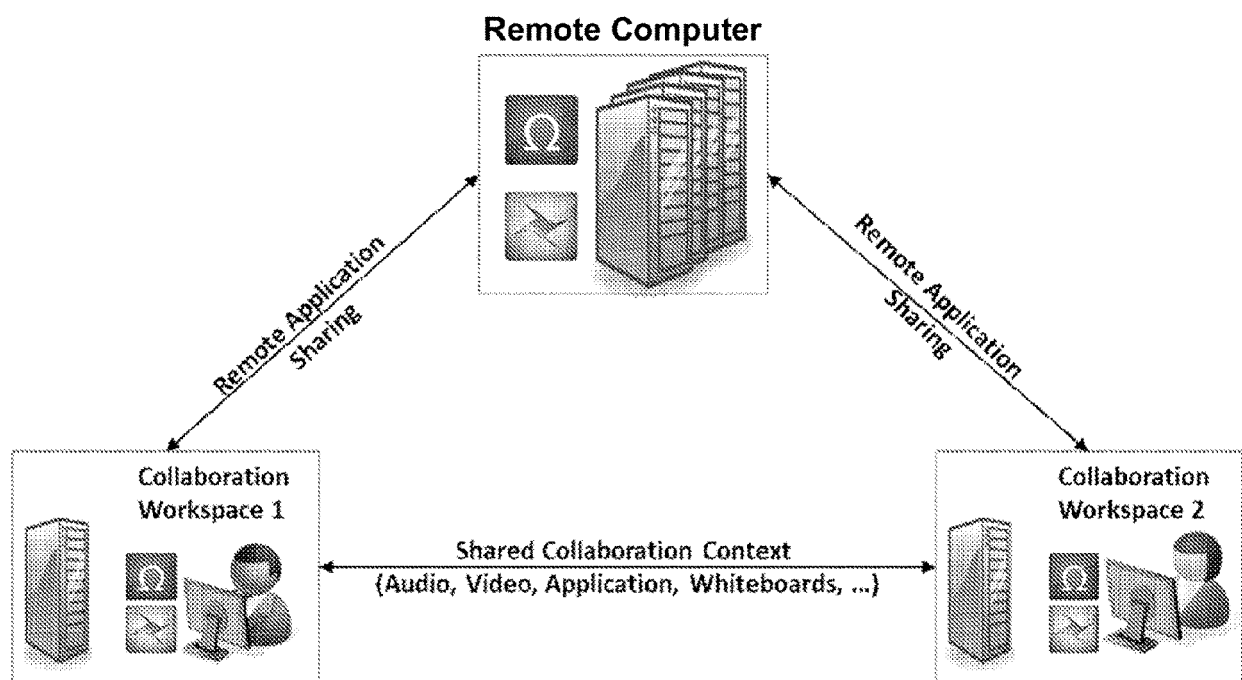 Remote Computer
Ω
Remote Application
Sharing
Remote Application
Sharing
Collaboration
Workspace 1
Ω
Shared Collaboration Context
(Audio, Video, Application, Whiteboards, ...)
Collaboration
Workspace 2
Ω